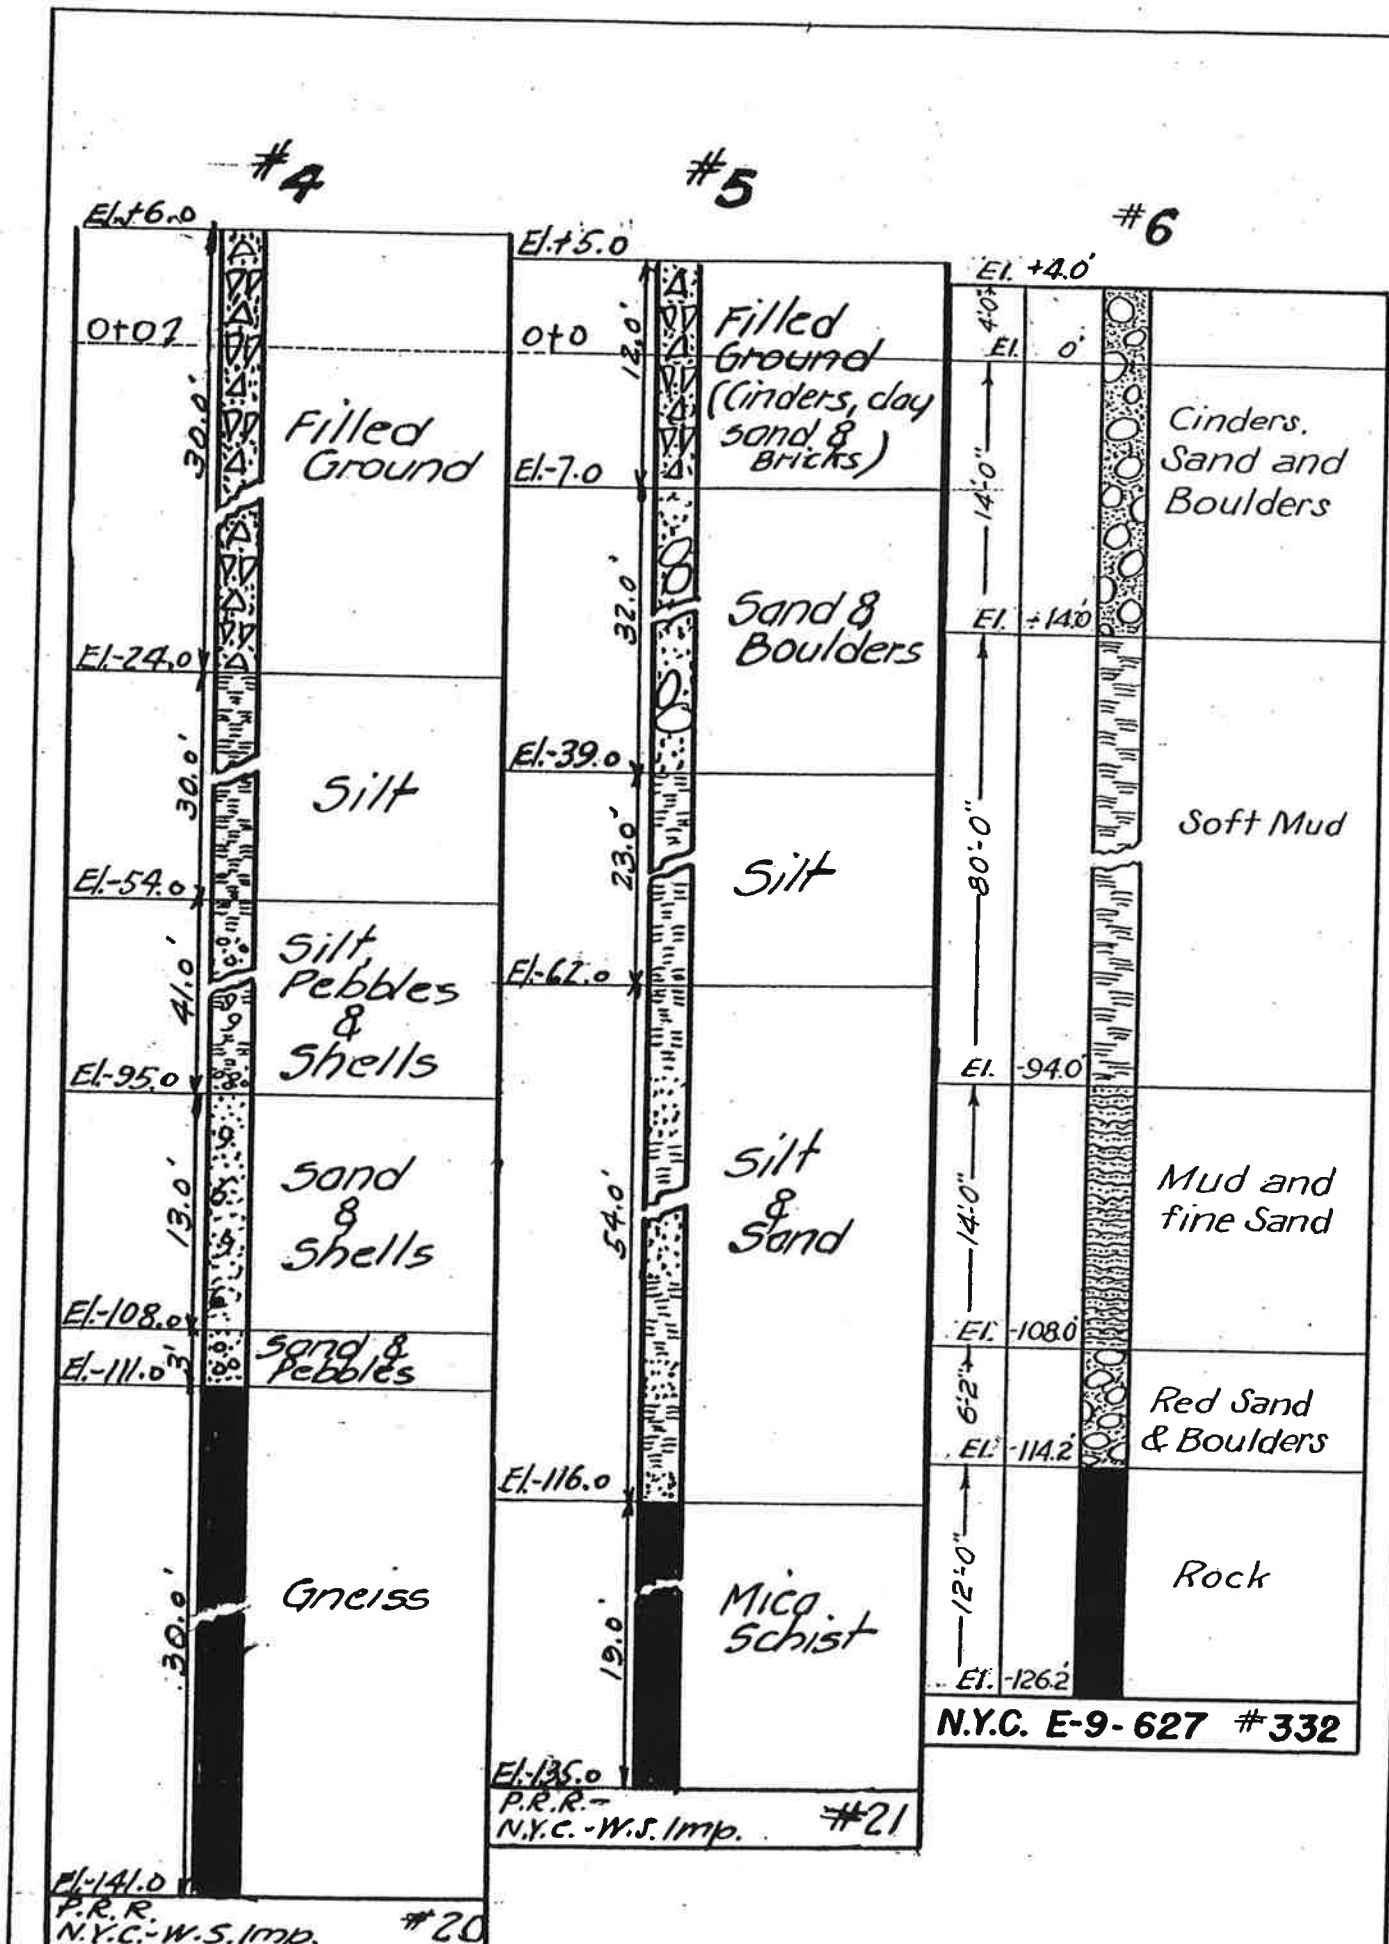 #4
El.+6.0
0+0
30.0'
Filled
Ground
El.-24.0
30.0'
Silt
El.-54.0
41.0'
Silt,
Pebbles
&
Shells
El.-95.0
13.0'
Sand
&
Shells
El.-108.0
3'
Sand &
Pebbles
El.-111.0
30.0'
Gneiss
El.-141.0
P.R.R.
N.Y.C.-W.S. Imp.
#20
#5
El.+5.0
0+0
12.0'
Filled
Ground
(Cinders, clay
sand &
Bricks)
El.-7.0
32.0'
Sand &
Boulders
El.-39.0
23.0'
Silt
El.-62.0
54.0'
Silt
&
Sand
El.-116.0
19.0'
Mica
Schist
El.-135.0
P.R.R.-
N.Y.C.-W.S. Imp.
#21
#6
El. +4.0'
4'-0"
El. 0'
14'-0"
Cinders,
Sand and
Boulders
El. -14.0'
80'-0"
Soft Mud
El. -94.0'
14'-0"
Mud and
fine Sand
El. -108.0'
6'-2"
Red Sand
& Boulders
El. -114.2'
12'-0"
Rock
El. -126.2'
N.Y.C. E-9-627 #332